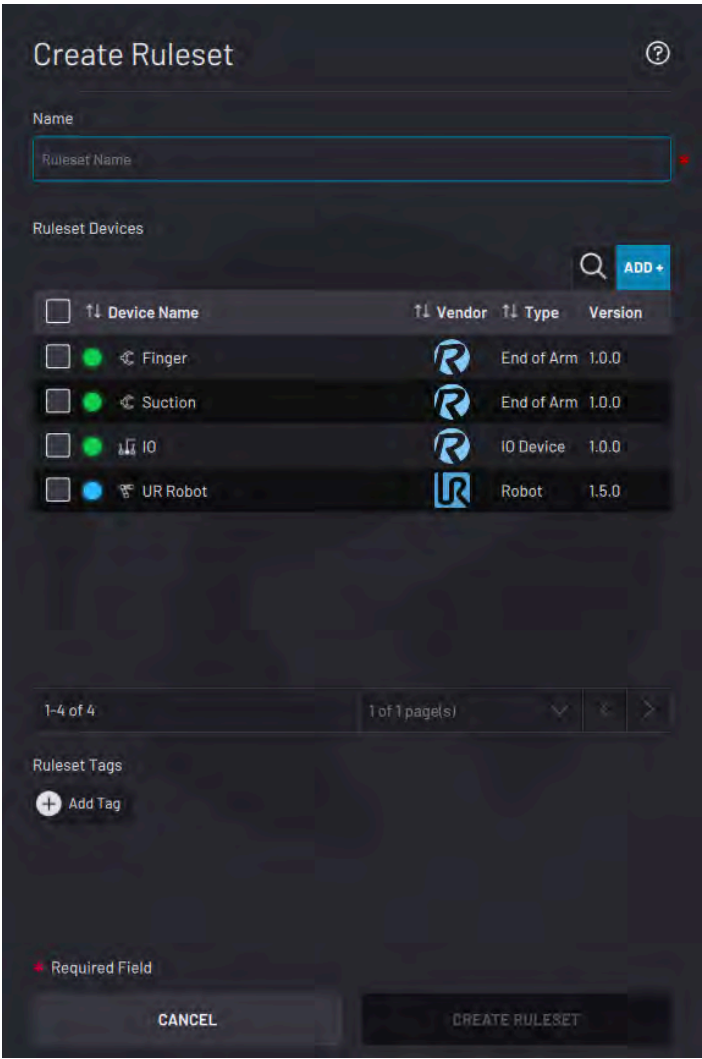 Create Ruleset
Name
Ruleset Name *
Ruleset Devices
ADD +
Device Name Vendor Type Version
Finger R End of Arm 1.0.0
Suction R End of Arm 1.0.0
IO R IO Device 1.0.0
UR Robot UR Robot 1.5.0
1-4 of 4 1 of 1 page(s)
Ruleset Tags
Add Tag
* Required Field
CANCEL CREATE RULESET